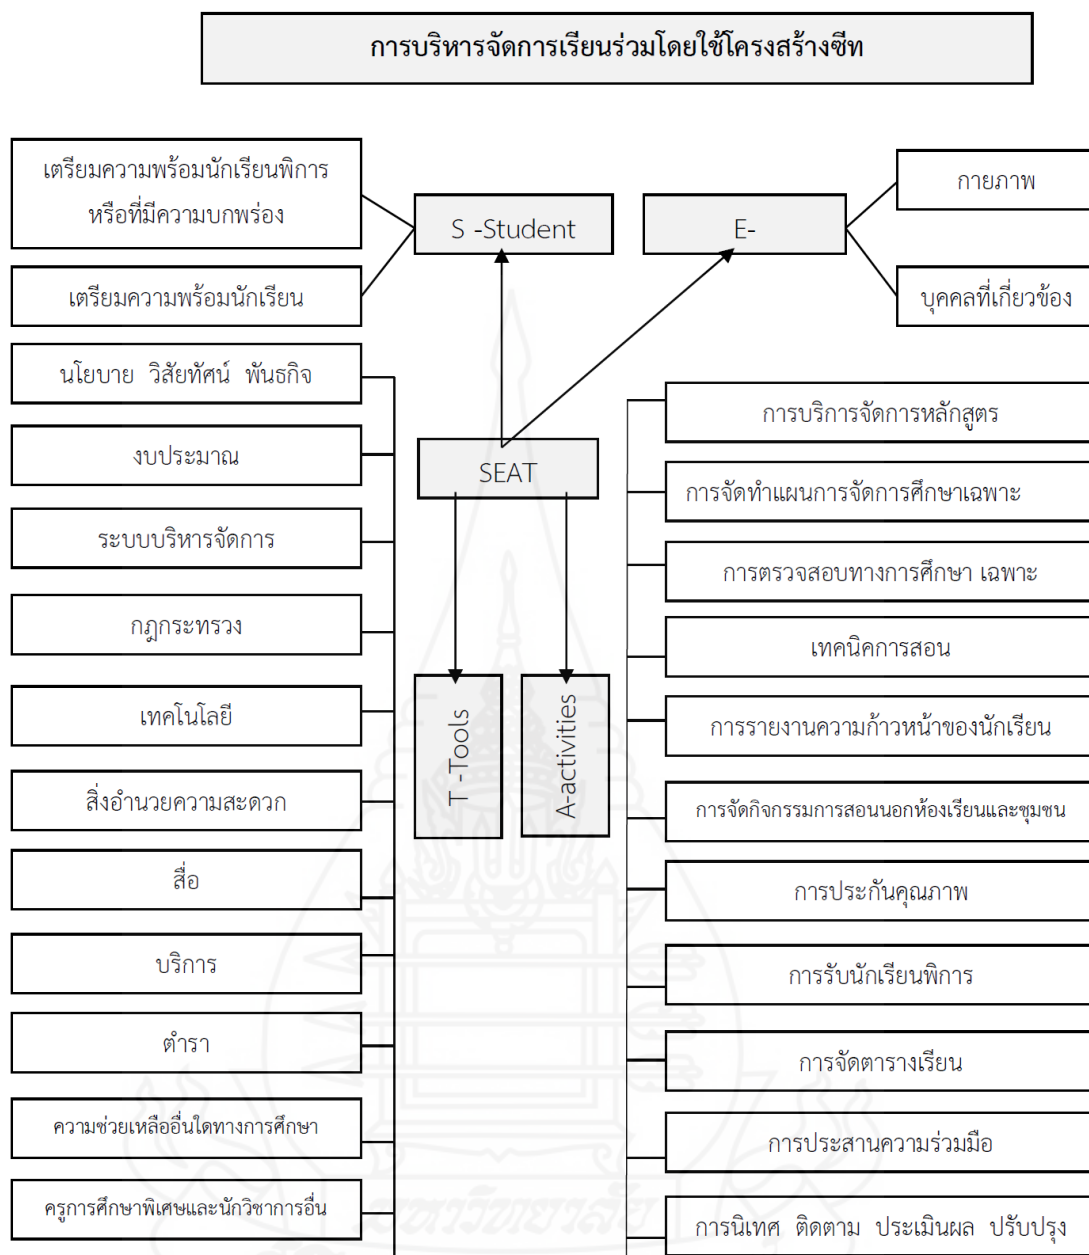 การบริหารจัดการเรียนร่วมโดยใช้โครงสร้างซีท
เตรียมความพร้อมนักเรียนพิการ
หรือที่มีความบกพร่อง
เตรียมความพร้อมนักเรียน
S -Student
E-
กายภาพ
บุคคลที่เกี่ยวข้อง
SEAT
T -Tools
A-activities
นโยบาย วิสัยทัศน์ พันธกิจ
งบประมาณ
ระบบบริหารจัดการ
กฎกระทรวง
เทคโนโลยี
สิ่งอำนวยความสะดวก
สื่อ
บริการ
ตำรา
ความช่วยเหลืออื่นใดทางการศึกษา
ครูการศึกษาพิเศษและนักวิชาการอื่น
การบริการจัดการหลักสูตร
การจัดทำแผนการจัดการศึกษาเฉพาะ
การตรวจสอบทางการศึกษา เฉพาะ
เทคนิคการสอน
การรายงานความก้าวหน้าของนักเรียน
การจัดกิจกรรมการสอนนอกห้องเรียนและชุมชน
การประกันคุณภาพ
การรับนักเรียนพิการ
การจัดตารางเรียน
การประสานความร่วมมือ
การนิเทศ ติดตาม ประเมินผล ปรับปรุง
มหาวิทยาลัย